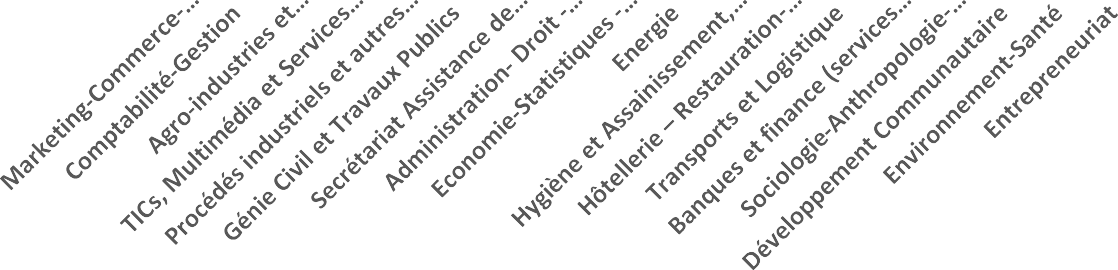 Marketing-Commerce-...
Comptabilité-Gestion
Agro-industries et...
TICs, Multimédia et Services...
Procédés industriels et autres...
Génie Civil et Travaux Publics
Secrétariat Assistance de...
Administration- Droit -...
Economie-Statistiques -...
Energie
Hygiène et Assainissement,...
Hôtellerie – Restauration-...
Transports et Logistique
Banques et finance (services...
Sociologie-Anthropologie-...
Développement Communautaire
Environnement-Santé
Entrepreneuriat